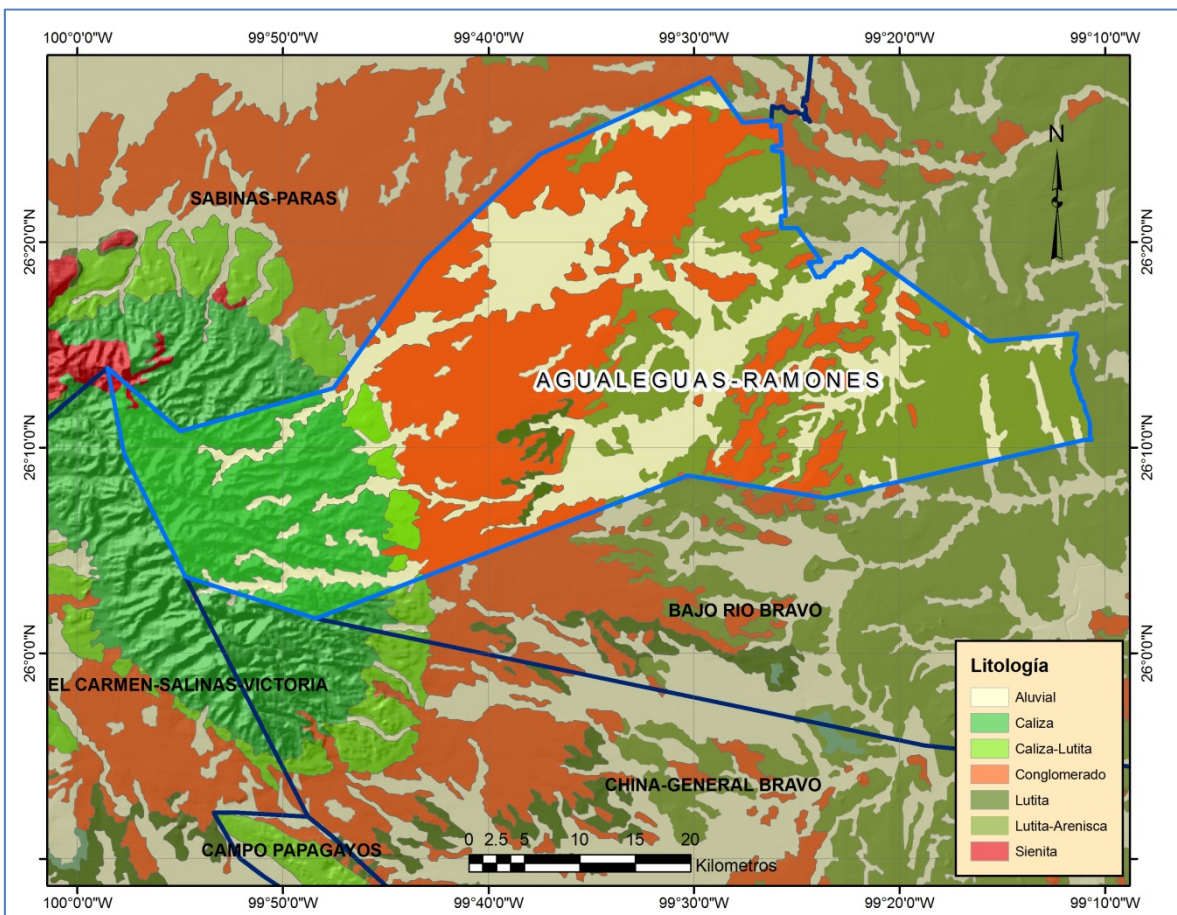 100°0'0"W 99°50'0"W 99°40'0"W 99°30'0"W 99°20'0"W 99°10'0"W
N
SABINAS-PARAS
26°20'0"N 26°20'0"N
AGUALEGUAS-RAMONES
26°10'0"N 26°10'0"N
BAJO RIO BRAVO
26°0'0"N 26°0'0"N
EL CARMEN-SALINAS-VICTORIA
CHINA-GENERAL BRAVO
CAMPO PAPAGAYOS
0 2.5 5 10 15 20
Kilometros
Litología
Aluvial
Caliza
Caliza-Lutita
Conglomerado
Lutita
Lutita-Arenisca
Sienita
100°0'0"W 99°50'0"W 99°40'0"W 99°30'0"W 99°20'0"W 99°10'0"W